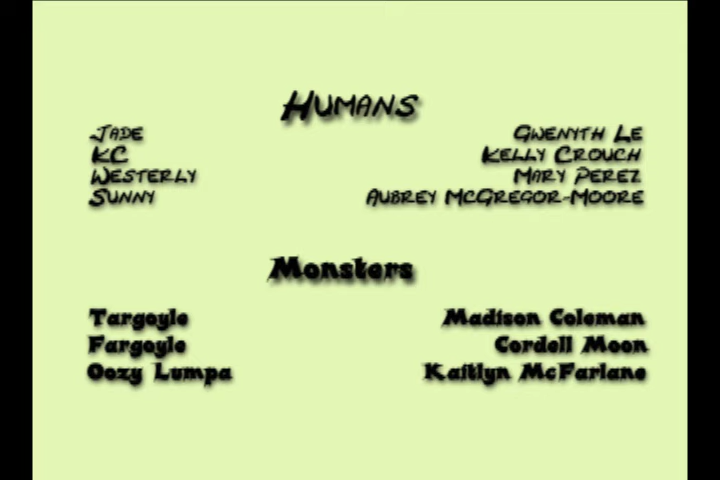 Humans
Jade Gwenyth Le
KC Kelly Crouch
Westerly Mary Perez
Sunny Aubrey McGregor-Moore
Monsters
Targoyle Madison Coleman
Fargoyle Cordell Moon
Oozy Lumpa Kaitlyn McFarlane